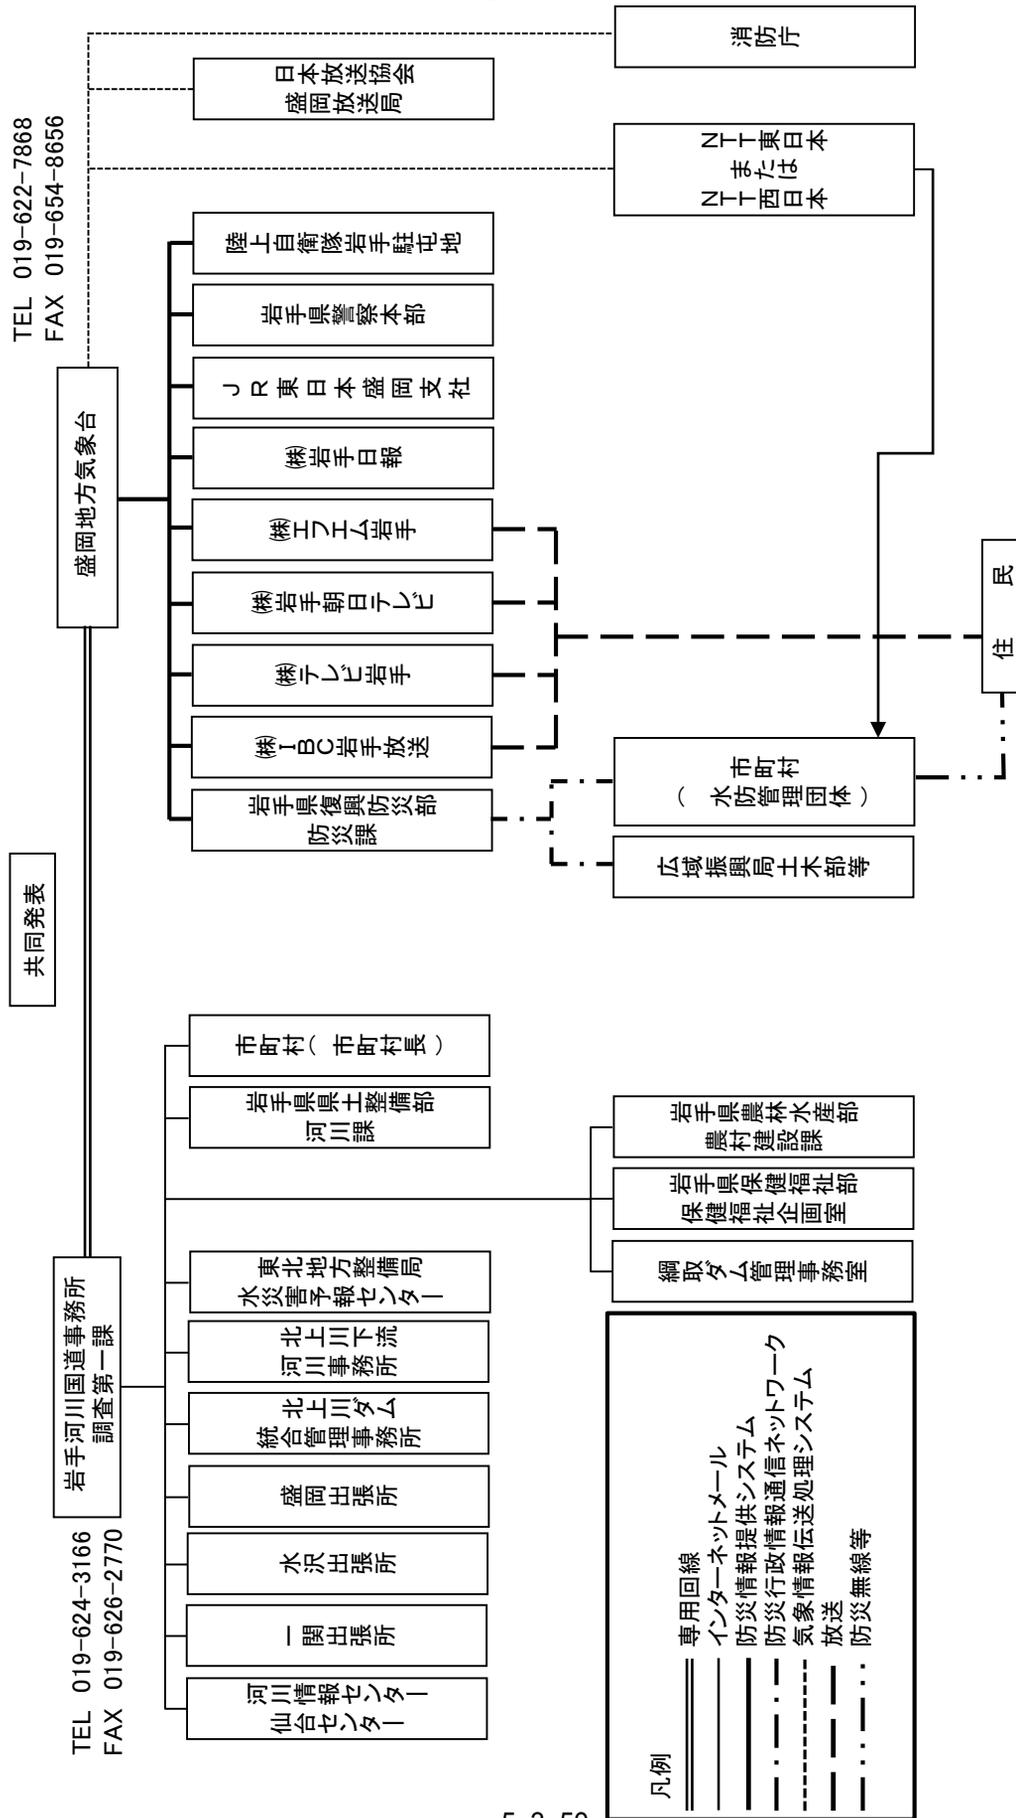 共同発表
TEL 019-624-3166
FAX 019-626-2770
岩手河川国道事務所
調査第一課
TEL 019-622-7868
FAX 019-654-8656
盛岡地方気象台
河川情報センター
仙台センター
一関出張所
水沢出張所
盛岡出張所
北上川ダム
統合管理事務所
北上川下流
河川事務所
東北地方整備局
水災害予報センター
岩手県県土整備部
河川課
市町村(市町村長)
岩手県復興防災部
防災課
㈱IBC岩手放送
㈱テレビ岩手
㈱岩手朝日テレビ
㈱エフエム岩手
㈱岩手日報
JR東日本盛岡支社
岩手県警察本部
陸上自衛隊岩手駐屯地
日本放送協会
盛岡放送局
綱取ダム管理事務室
岩手県保健福祉部
保健福祉企画室
岩手県農林水産部
農村建設課
広域振興局土木部等
市町村
(水防管理団体)
NTT東日本
または
NTT西日本
消防庁
住民
凡例
専用回線
インターネットメール
防災情報提供システム
防災行政情報通信ネットワーク
気象情報伝送処理システム
放送
防災無線等